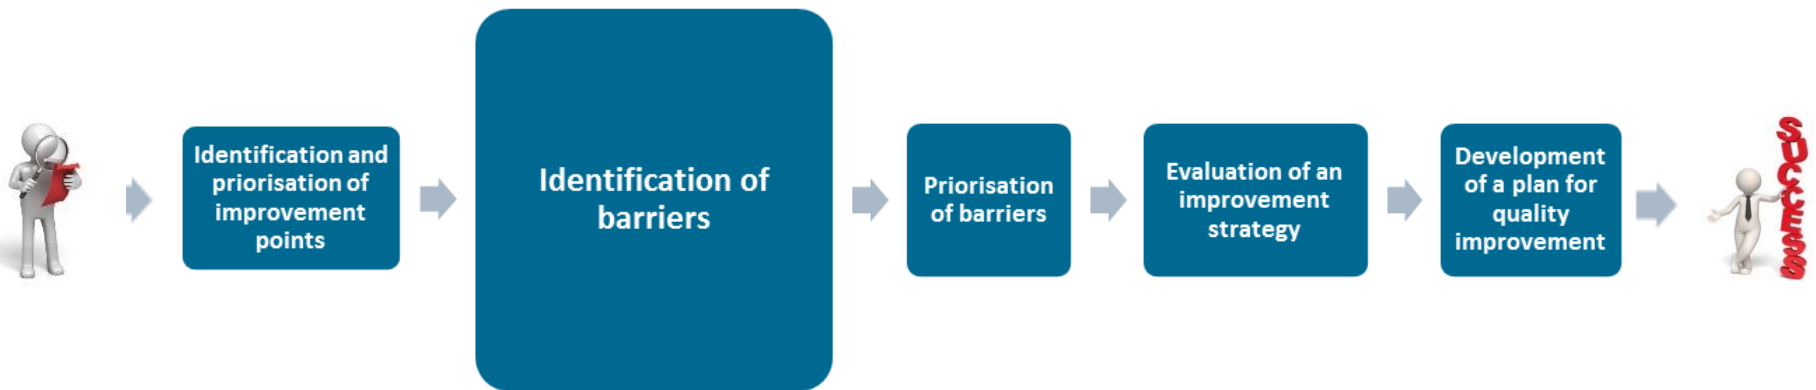 Identification and
priorisation of
improvement
points
Identification of
barriers
Priorisation
of barriers
Evaluation of an
improvement
strategy
Development
of a plan for
quality
improvement
SUCCESS